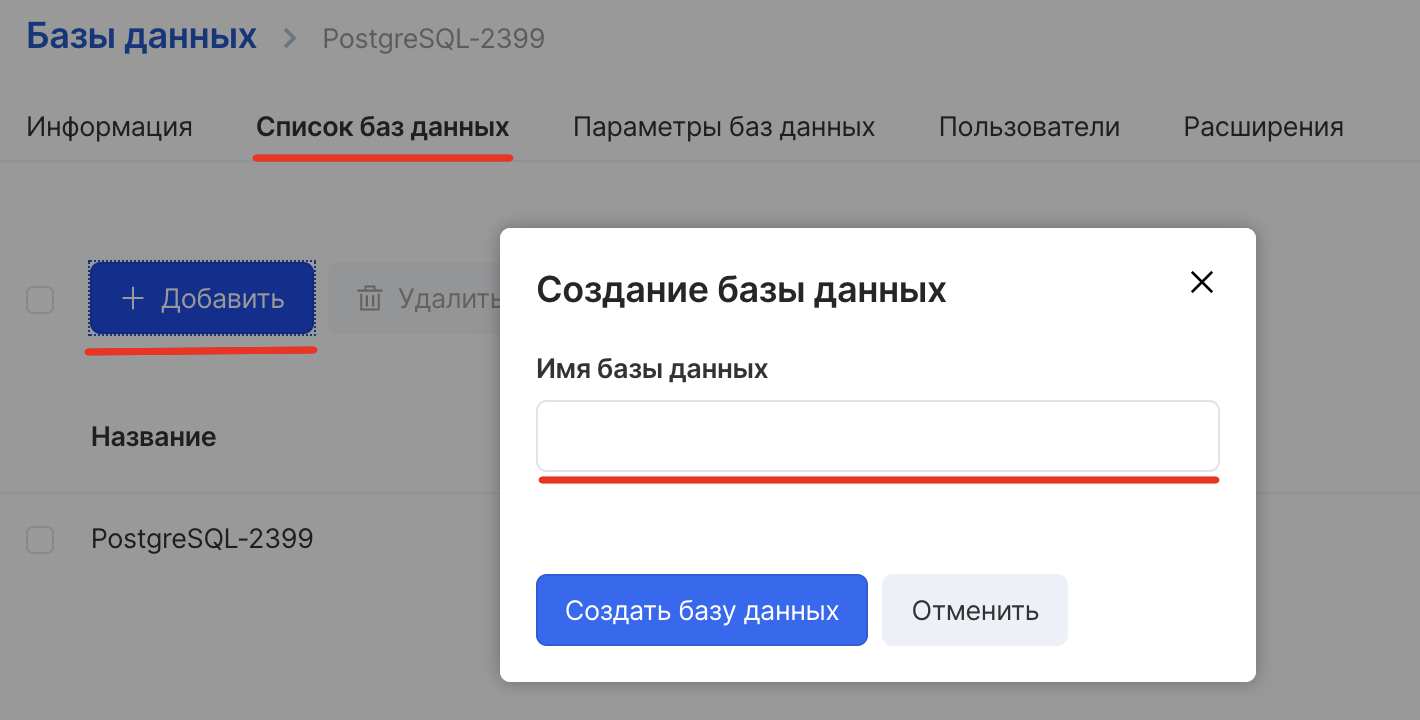 Базы данных > PostgreSQL-2399
Информация Список баз данных Параметры баз данных Пользователи Расширения
+ Добавить Удалить
Название
PostgreSQL-2399
Создание базы данных
Имя базы данных
Создать базу данных Отменить